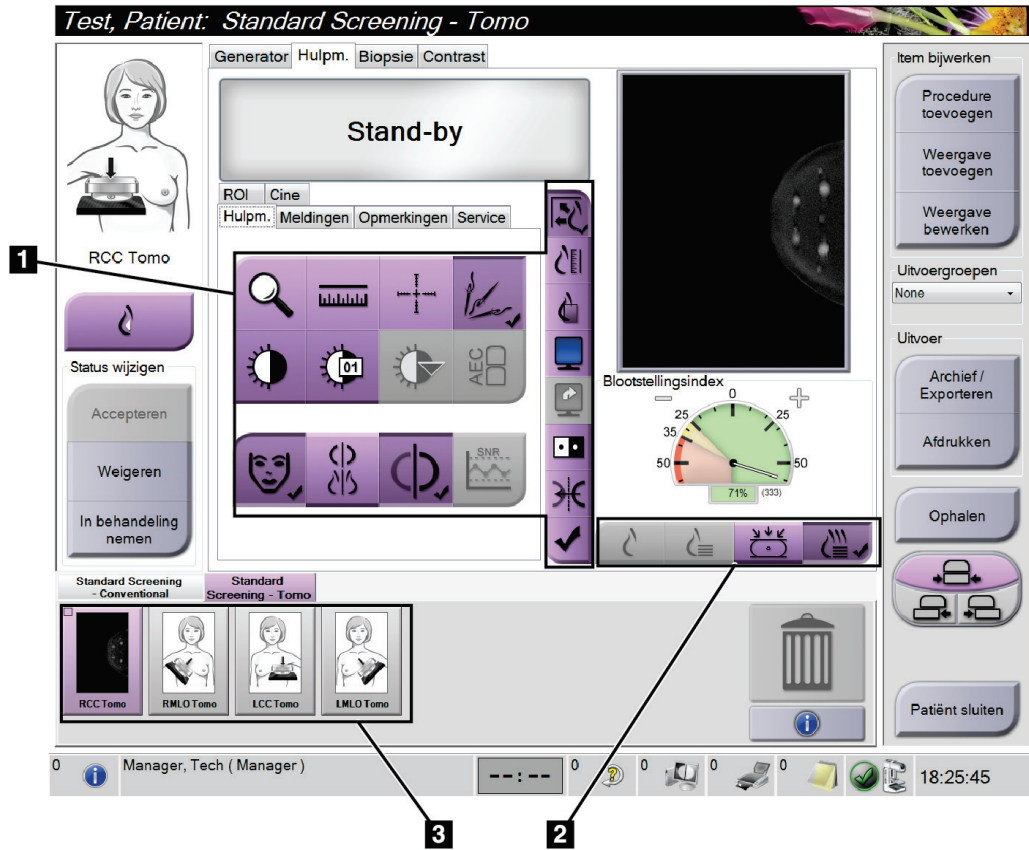 Test, Patient: Standard Screening - Tomo
Generator Hulpm. Biopsie Contrast
Stand-by
ROI Cine
Hulpm. Meldingen Opmerkingen Service
RCC Tomo
Status wijzigen
Accepteren
Weigeren
In behandeling
nemen
1
01
AEC
SNR
Blootstellingsindex
0
25 25
35
50 50
71% (333)
2
Item bijwerken
Procedure
toevoegen
Weergave
toevoegen
Weergave
bewerken
Uitvoergroepen
None
Uitvoer
Archief /
Exporteren
Afdrukken
Ophalen
Patiënt sluiten
Standard Screening
- Conventional
Standard
Screening - Tomo
RCC Tomo RMLO Tomo LCC Tomo LMLO Tomo
3
0 Manager, Tech ( Manager ) --:-- 0 0 0 0 18:25:45